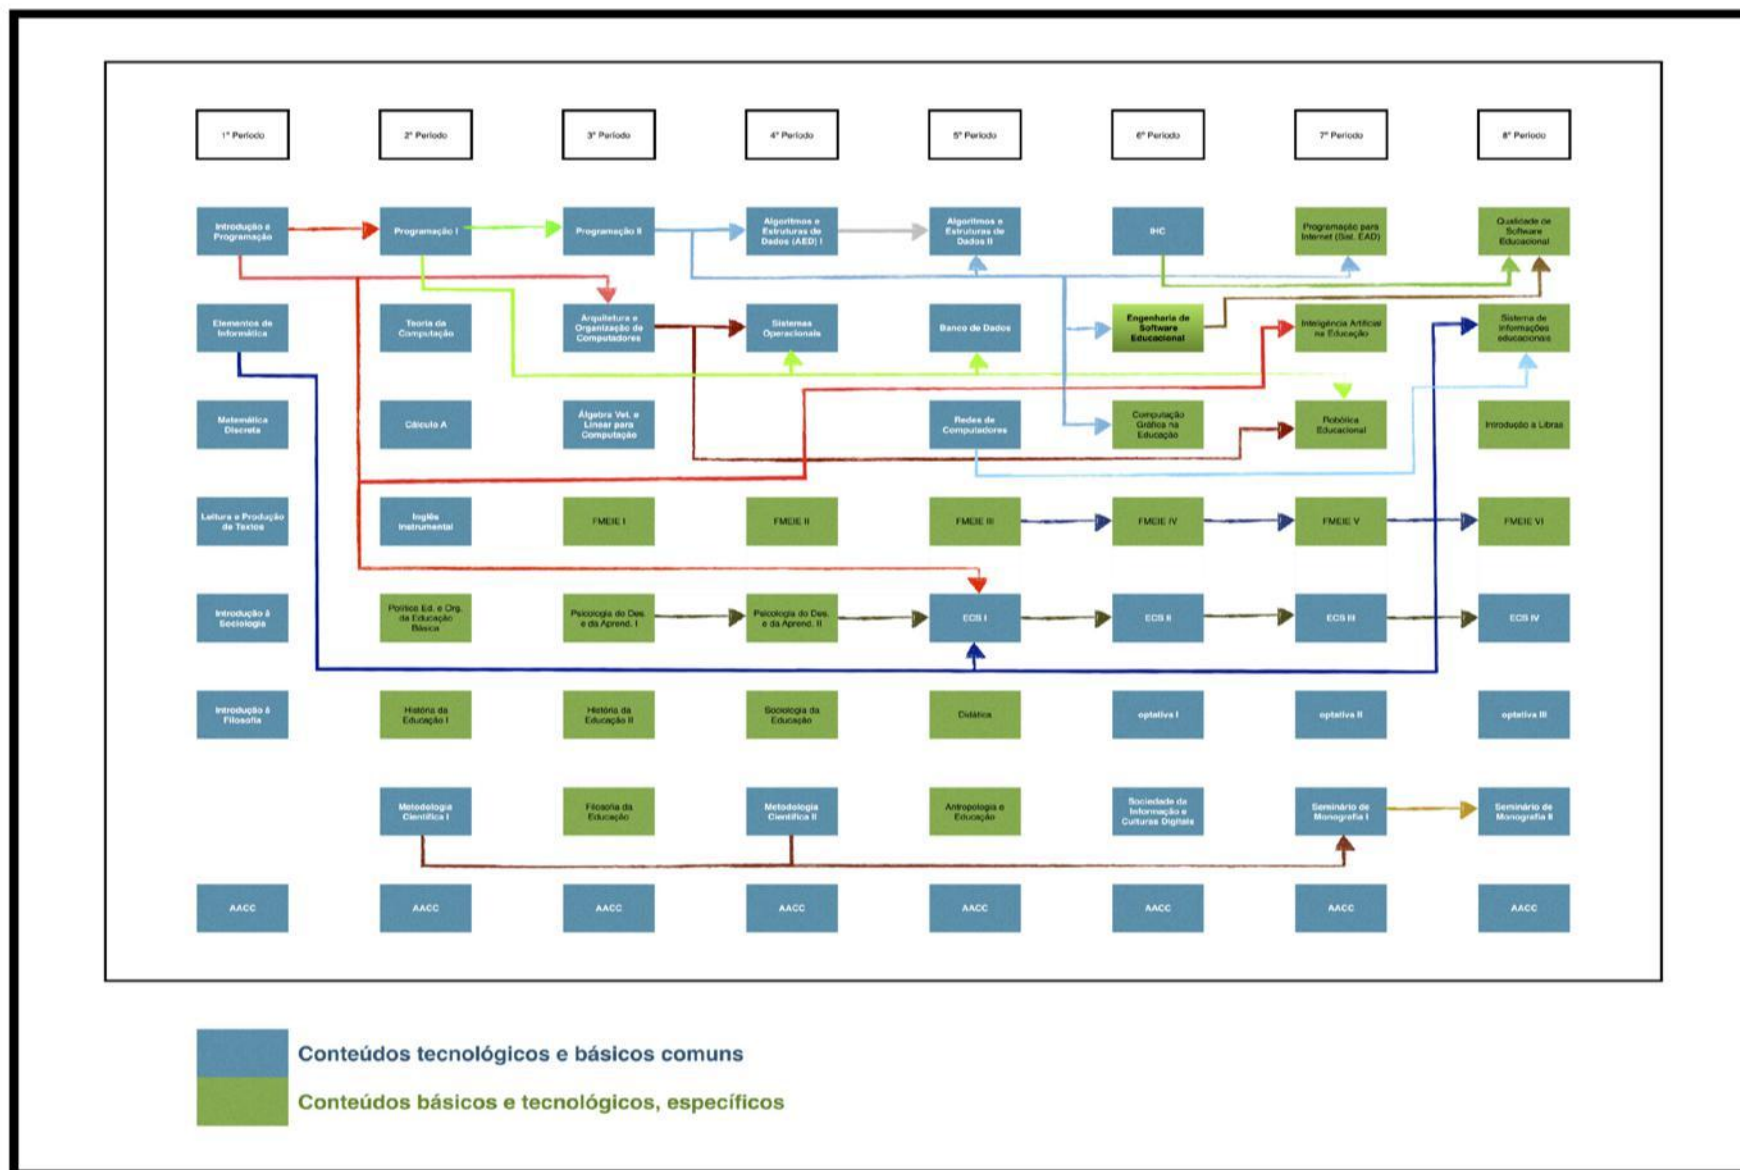 1º Período
2º Período
3º Período
4º Período
5º Período
6º Período
7º Período
8º Período
Introdução a
Programação
Programação I
Programação II
Algoritmos e
Estruturas de
Dados (AED) I
Algoritmos e
Estruturas de
Dados II
IHC
Programação para
Internet (Sist. EAD)
Qualidade de
Software
Educacional
Elementos de
Informática
Teoria da
Computação
Arquitetura e
Organização de
Computadores
Sistemas
Operacionais
Banco de Dados
Engenharia de
Software
Educacional
Inteligência Artificial
na Educação
Sistema de
Informações
educacionais
Matemática
Discreta
Cálculo A
Álgebra Vet. e
Linear para
Computação
Redes de
Computadores
Computação
Gráfica na
Educação
Robótica
Educacional
Introdução a Libras
Leitura e Produção
de Textos
Inglês
Instrumental
FMEIE I
FMEIE II
FMEIE III
FMEIE IV
FMEIE V
FMEIE VI
Introdução à
Sociologia
Política Ed. e Org.
da Educação
Básica
Psicologia do Des.
e da Aprend. I
Psicologia do Des.
e da Aprend. II
ECS I
ECS II
ECS III
ECS IV
Introdução à
Filosofia
História da
Educação I
História da
Educação II
Sociologia da
Educação
Didática
optativa I
optativa II
optativa III
Metodologia
Científica I
Filosofia da
Educação
Metodologia
Científica II
Antropologia e
Educação
Sociedade da
Informação e
Culturas Digitais
Seminário de
Monografia I
Seminário de
Monografia II
AACC
AACC
AACC
AACC
AACC
AACC
AACC
AACC
Conteúdos tecnológicos e básicos comuns
Conteúdos básicos e tecnológicos, específicos